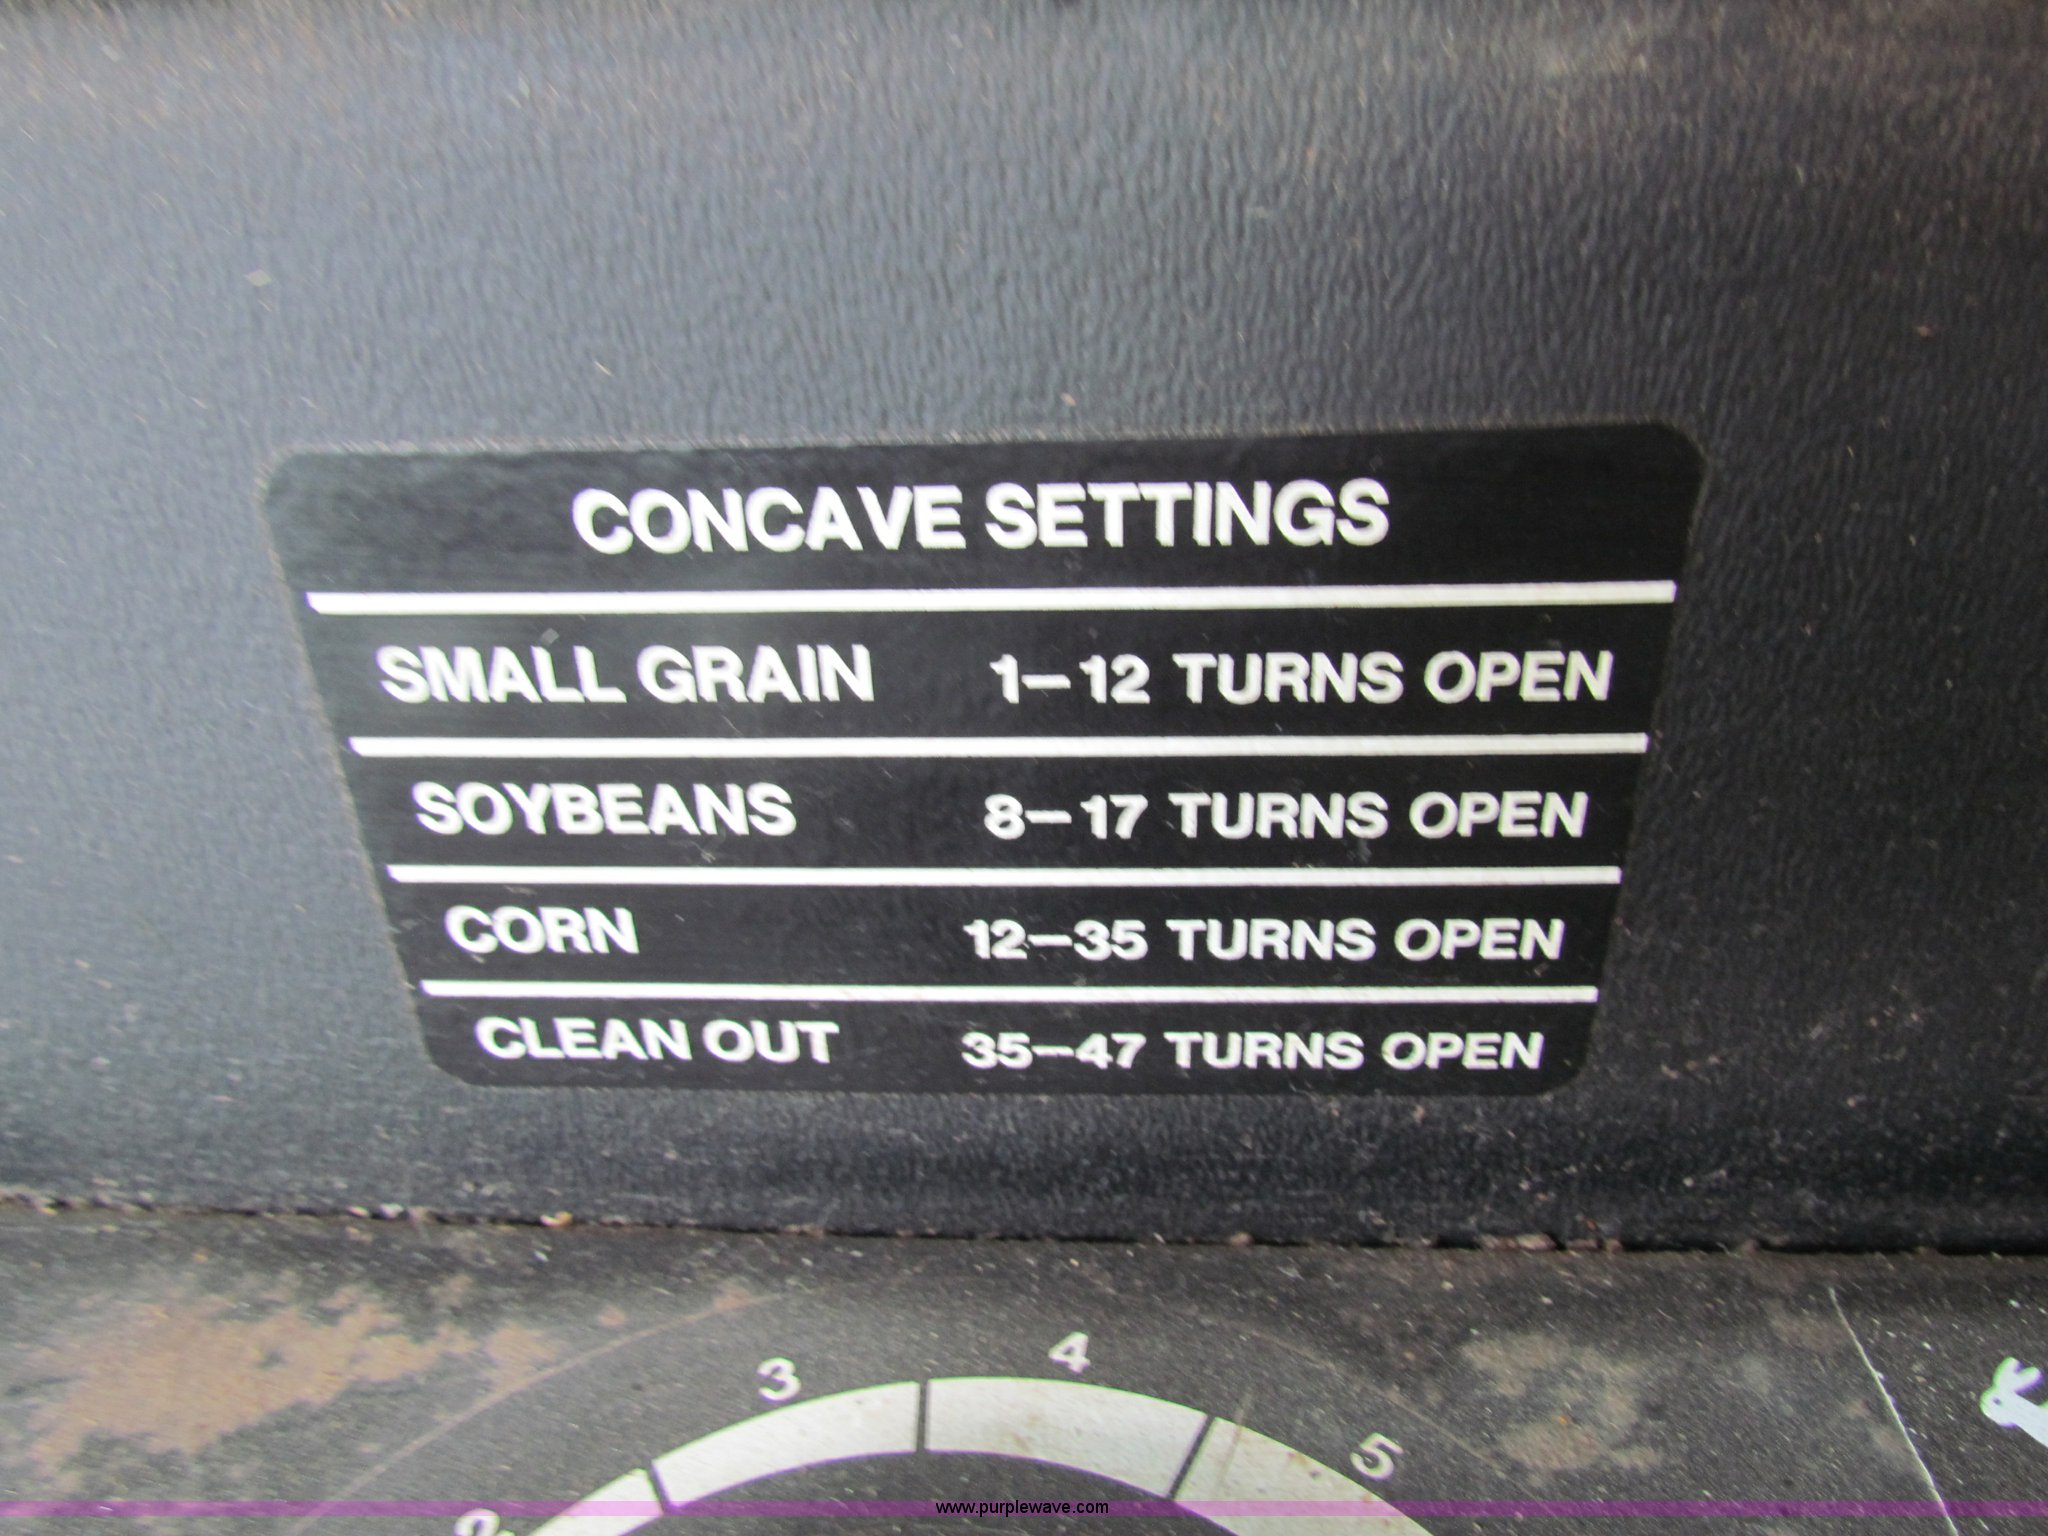 CONCAVE SETTINGS
SMALL GRAIN 1–12 TURNS OPEN
SOYBEANS 8–17 TURNS OPEN
CORN 12–35 TURNS OPEN
CLEAN OUT 35–47 TURNS OPEN
2 3 4 5
www.purplewave.com